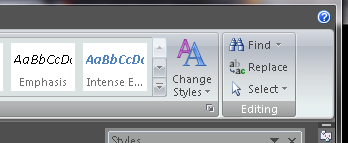 AaBbCcDc AaBbCcDc
Emphasis Intense E...
Change
Styles
Find
Replace
Select
Editing
Styles